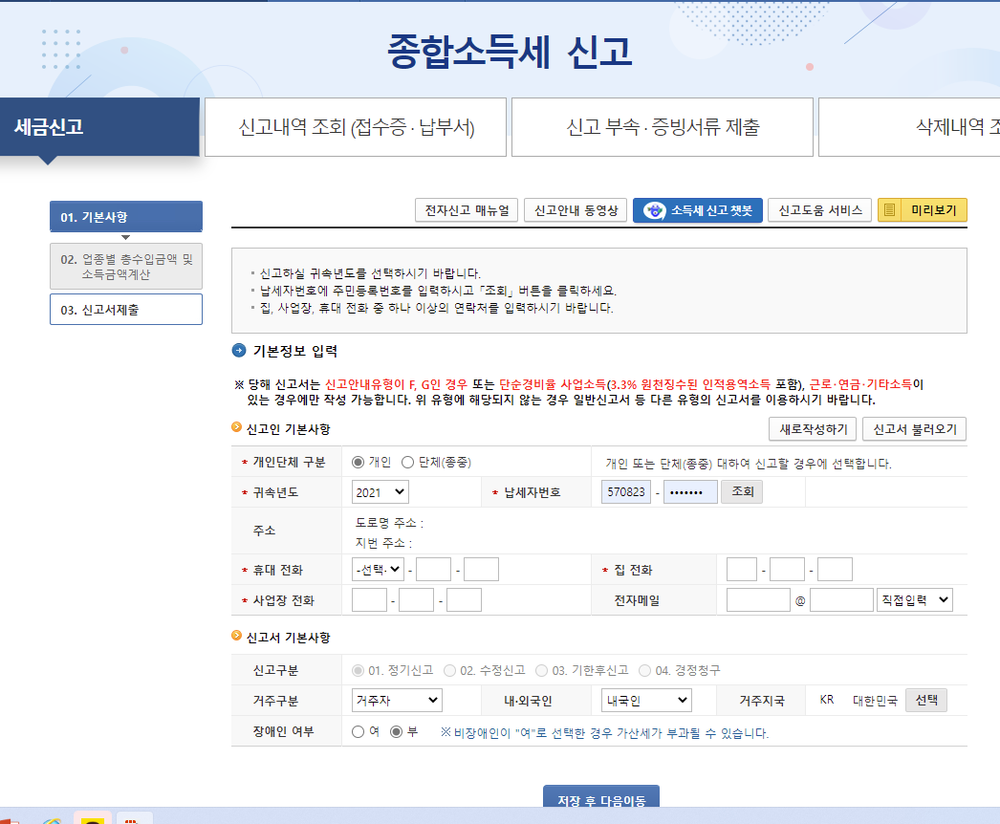 종합소득세 신고
세금신고
신고내역 조회 (접수증 · 납부서)
신고 부속 · 증빙서류 제출
삭제내역 조
01. 기본사항
02. 업종별 총수입금액 및
소득금액계산
03. 신고서제출
전자신고 매뉴얼
신고안내 동영상
소득세 신고 챗봇
신고도움 서비스
미리보기
신고하실 귀속년도를 선택하시기 바랍니다.
납세자번호에 주민등록번호를 입력하시고 「조회」 버튼을 클릭하세요.
집, 사업장, 휴대 전화 중 하나 이상의 연락처를 입력하시기 바랍니다.
기본정보 입력
※ 당해 신고서는 신고안내유형이 F, G인 경우 또는 단순경비율 사업소득(3.3% 원천징수된 인적용역소득 포함), 근로·연금·기타소득이
있는 경우에만 작성 가능합니다. 위 유형에 해당되지 않는 경우 일반신고서 등 다른 유형의 신고서를 이용하시기 바랍니다.
신고인 기본사항
새로작성하기
신고서 불러오기
* 개인단체 구분
개인
단체(종중)
개인 또는 단체(종중) 대하여 신고할 경우에 선택합니다.
* 귀속년도
2021
* 납세자번호
570823 - •••••••
조회
주소
도로명 주소 :
지번 주소 :
* 휴대 전화
-선택- - -
* 집 전화
- -
* 사업장 전화
- -
전자메일
@
직접입력
신고서 기본사항
신고구분
01. 정기신고
02. 수정신고
03. 기한후신고
04. 경정청구
거주구분
거주자
내·외국인
내국인
거주지국
KR 대한민국
선택
장애인 여부
여
부
※ 비장애인이 "여"로 선택한 경우 가산세가 부과될 수 있습니다.
저장 후 다음이동